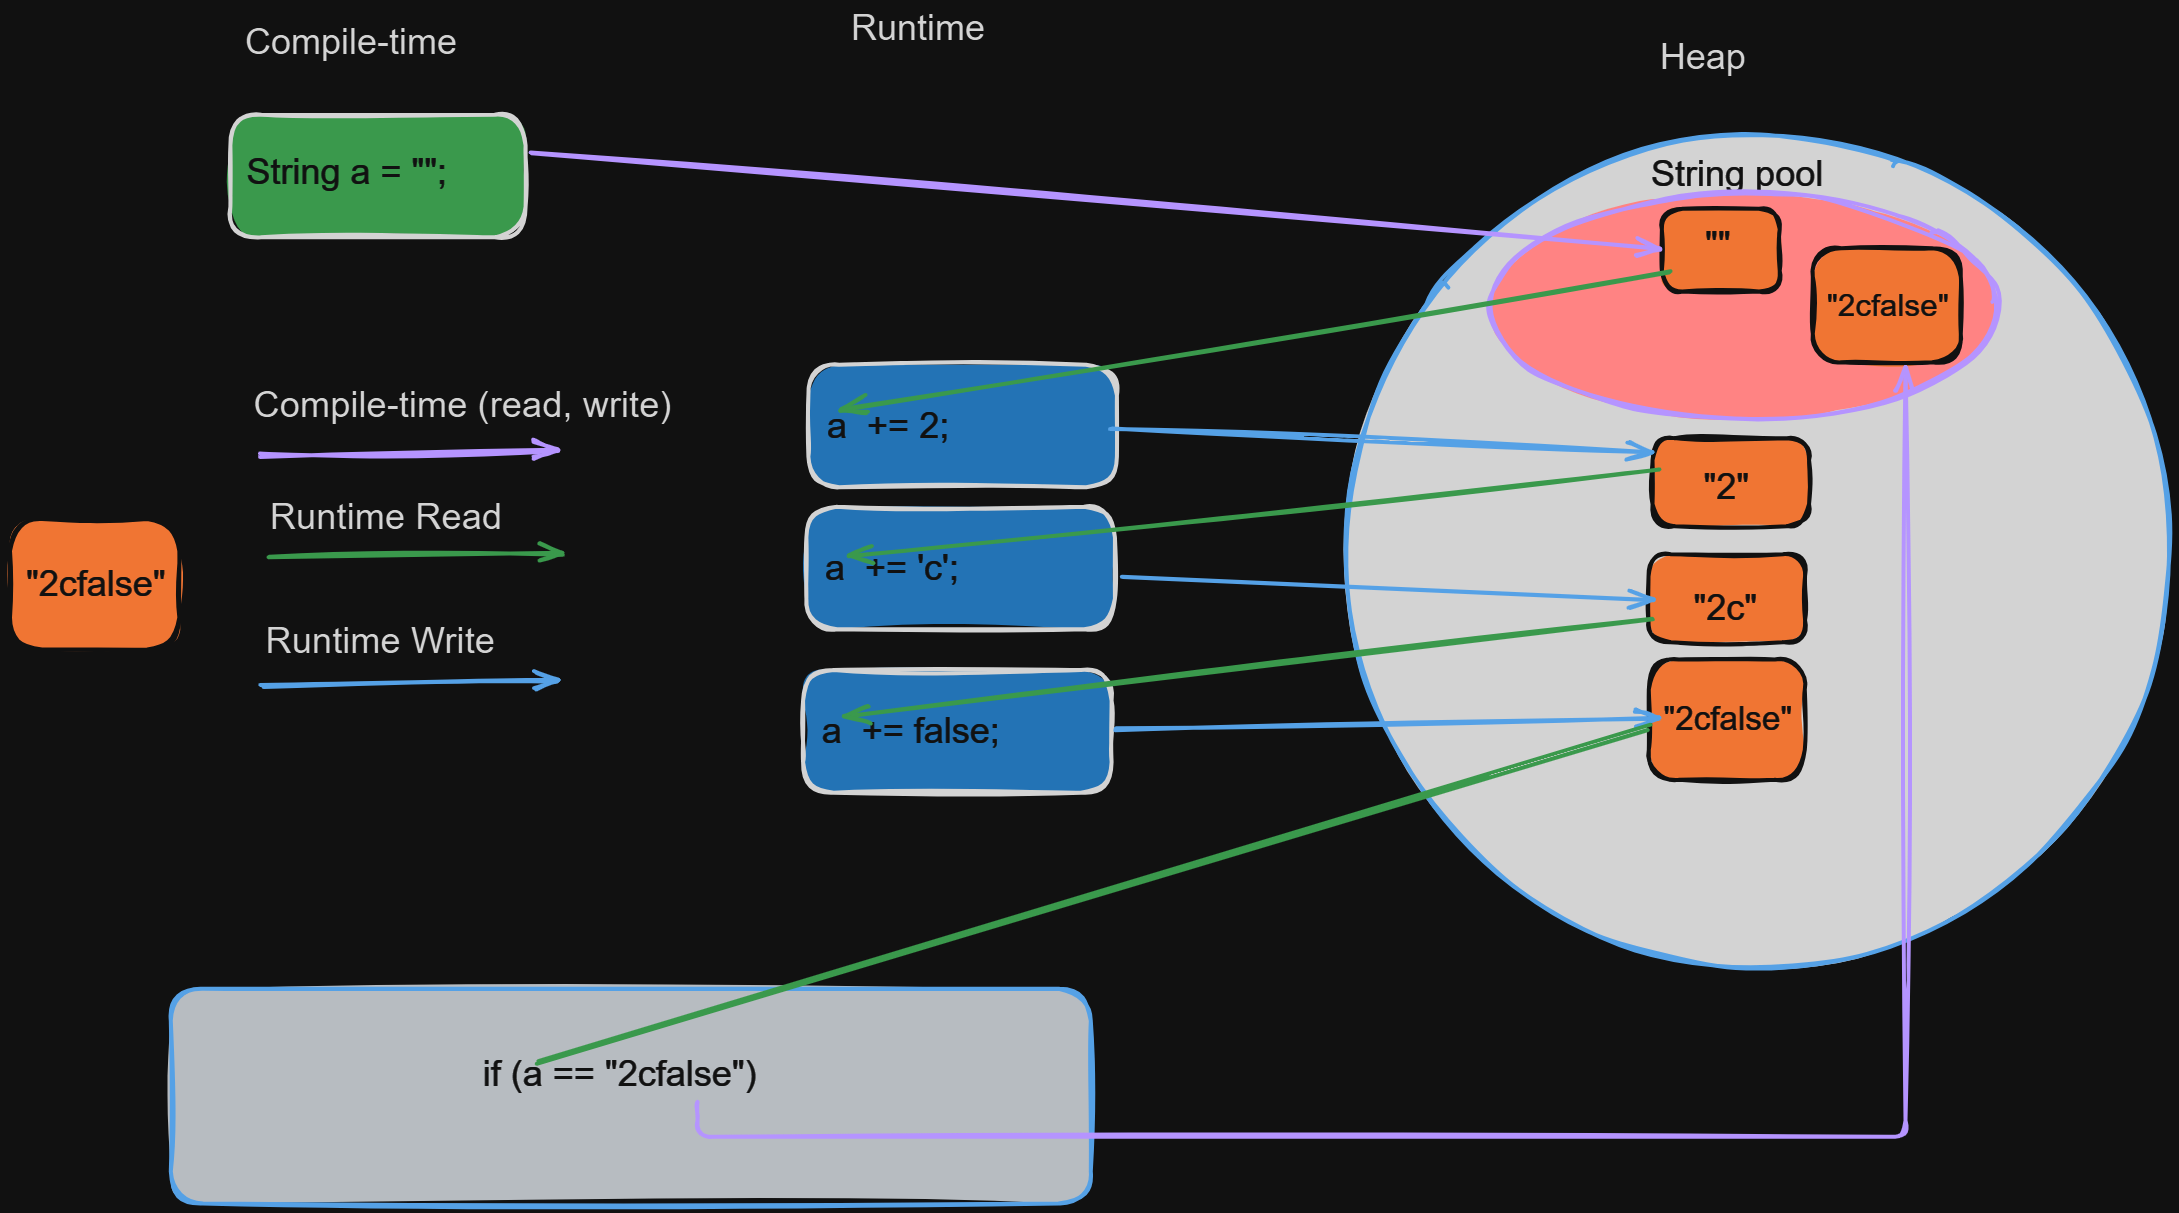 Compile-time
Runtime
Heap
String a = "";
String pool
""
"2cfalse"
Compile-time (read, write)
a += 2;
"2"
Runtime Read
a += 'c';
"2c"
"2cfalse"
Runtime Write
a += false;
"2cfalse"
if (a == "2cfalse")